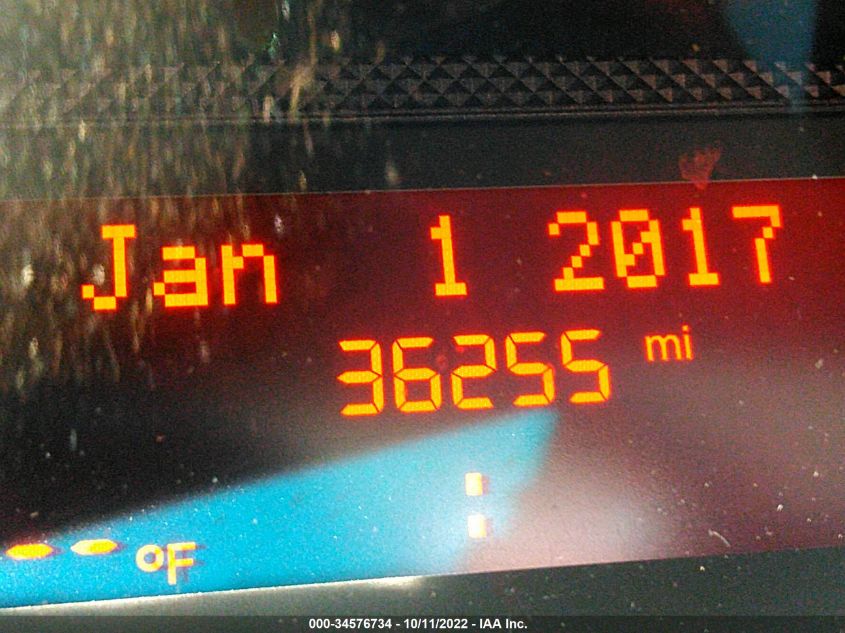 Jan 1 2017
36255 mi
:
-- °F
000-34576734 - 10/11/2022 - IAA Inc.